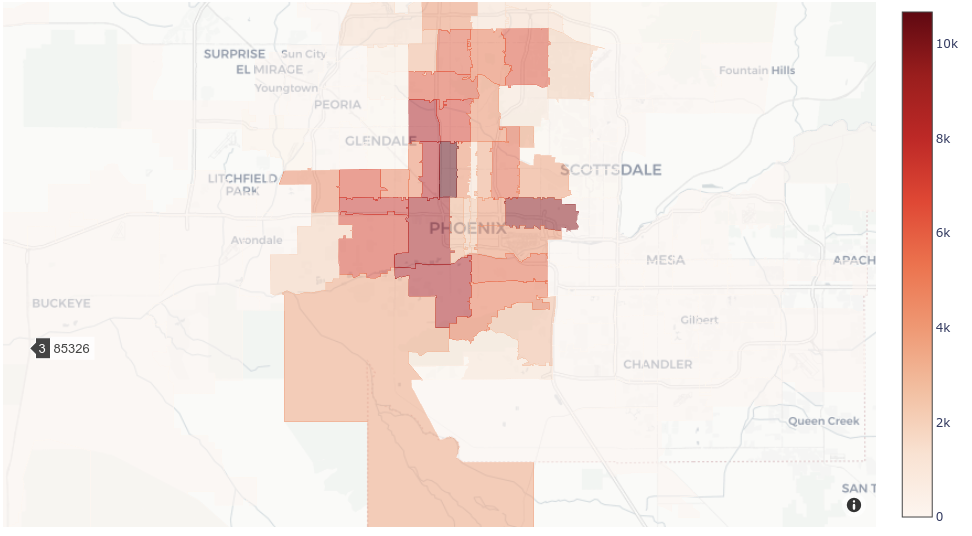 SURPRISE
Sun City
EL MIRAGE
Youngtown
PEORIA
GLENDALE
LITCHFIELD
PARK
Avondale
BUCKEYE
3 85326
Fountain Hills
SCOTTSDALE
PHOENIX
MESA
APACH
Gilbert
CHANDLER
Queen Creek
SAN T
i
10k
8k
6k
4k
2k
0